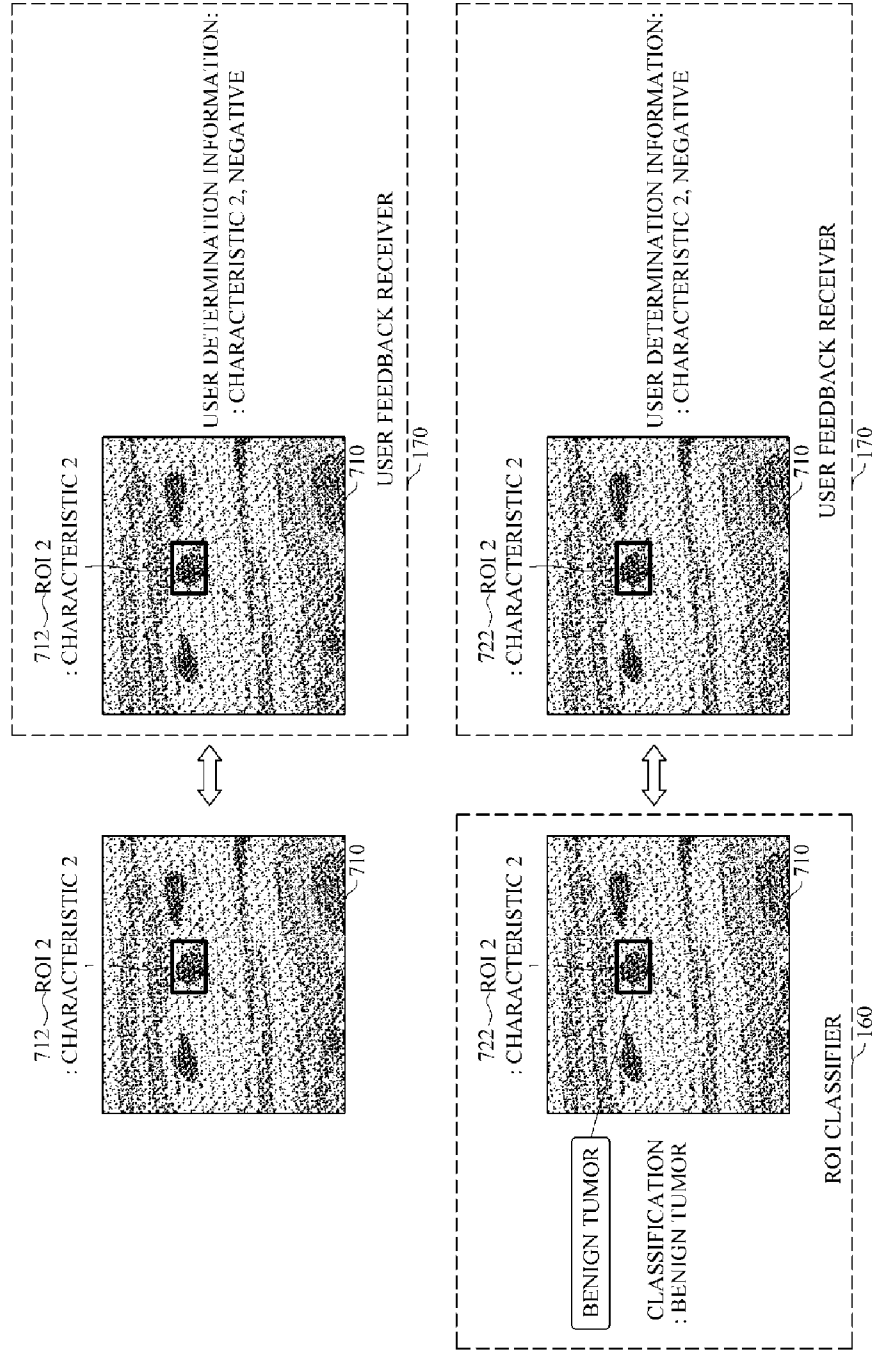 712 ROI 2
: CHARACTERISTIC 2
710
712 ROI 2
: CHARACTERISTIC 2
710
USER DETERMINATION INFORMATION:
: CHARACTERISTIC 2, NEGATIVE
USER FEEDBACK RECEIVER
170
BENIGN TUMOR
CLASSIFICATION
: BENIGN TUMOR
722 ROI 2
: CHARACTERISTIC 2
710
ROI CLASSIFIER
160
722 ROI 2
: CHARACTERISTIC 2
710
USER DETERMINATION INFORMATION:
: CHARACTERISTIC 2, NEGATIVE
USER FEEDBACK RECEIVER
170